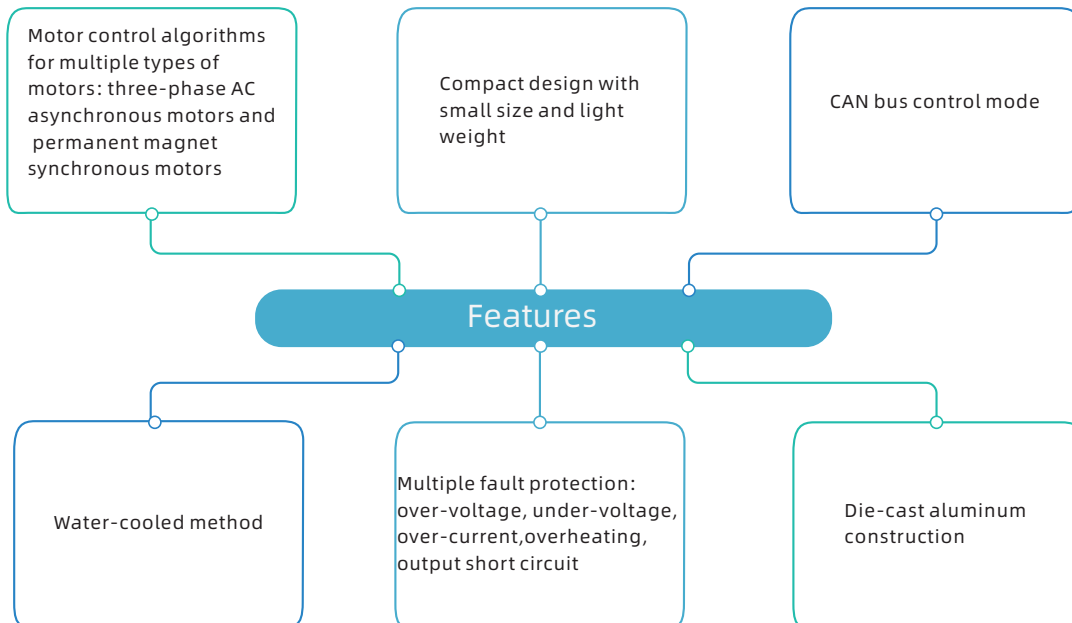 Motor control algorithms
for multiple types of
motors: three-phase AC
asynchronous motors and
permanent magnet
synchronous motors
Compact design with
small size and light
weight
CAN bus control mode
Features
Water-cooled method
Multiple fault protection:
over-voltage, under-voltage,
over-current,overheating,
output short circuit
Die-cast aluminum
construction